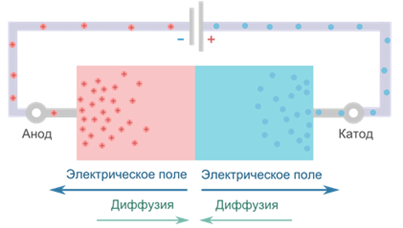 - +
Анод
Катод
Электрическое поле Электрическое поле
Диффузия Диффузия